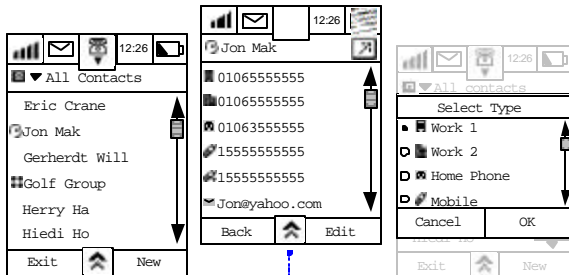 12:26
All Contacts
Eric Crane
Jon Mak
Gerherdt Will
Golf Group
Herry Ha
Hiedi Ho
Exit
New
12:26
Jon Mak
01065555555
01065555555
01063555555
15555555555
15555555555
Jon@yahoo.com
Back
Edit
12:26
All contacts
Select Type
Work 1
Work 2
Home Phone
Mobile
Cancel
OK
Hiedi Ho
Exit
New